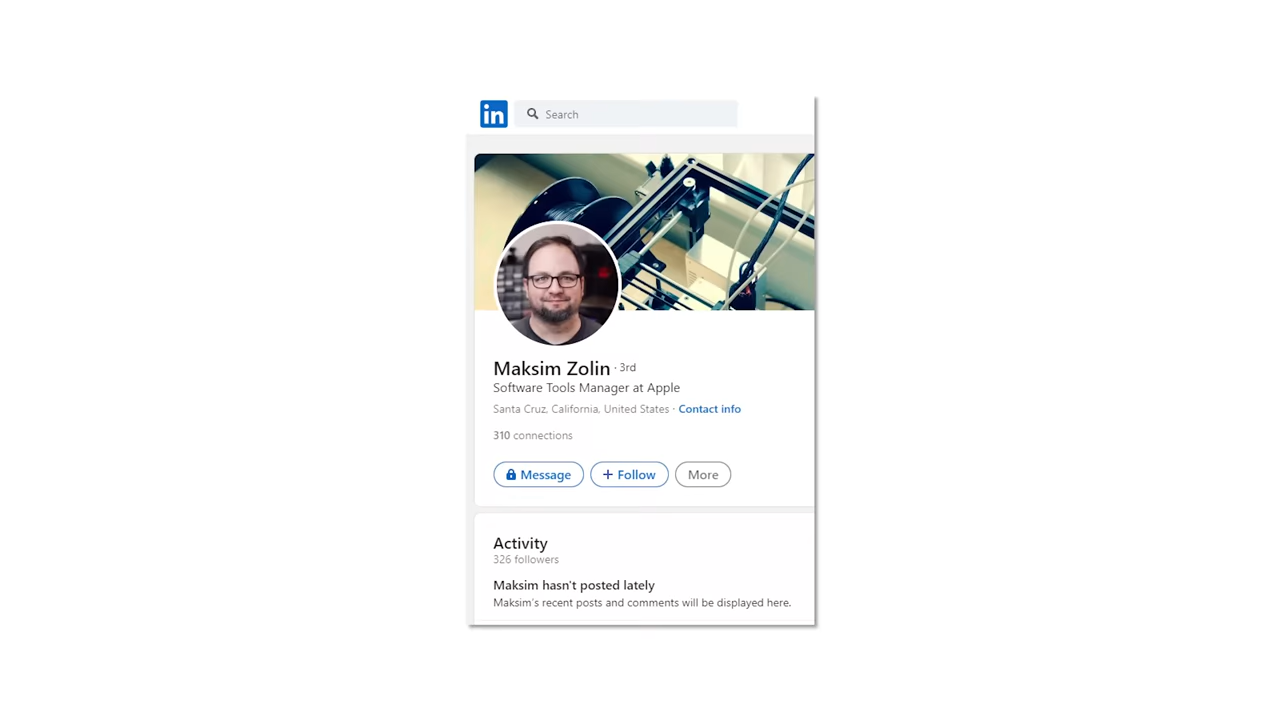 in Search
Maksim Zolin · 3rd
Software Tools Manager at Apple
Santa Cruz, California, United States · Contact info
310 connections
Message + Follow More
Activity
326 followers
Maksim hasn't posted lately
Maksim's recent posts and comments will be displayed here.